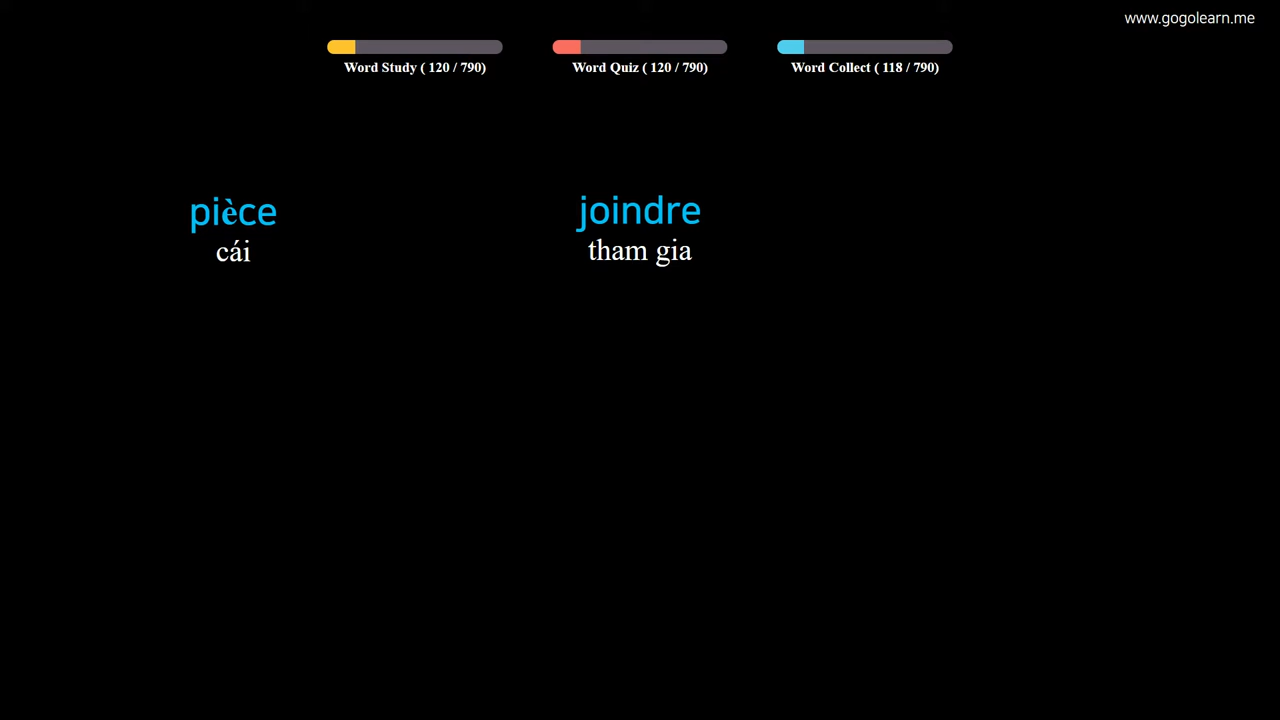 www.gogolearn.me
Word Study ( 120 / 790)
Word Quiz ( 120 / 790)
Word Collect ( 118 / 790)
pièce
cái
joindre
tham gia